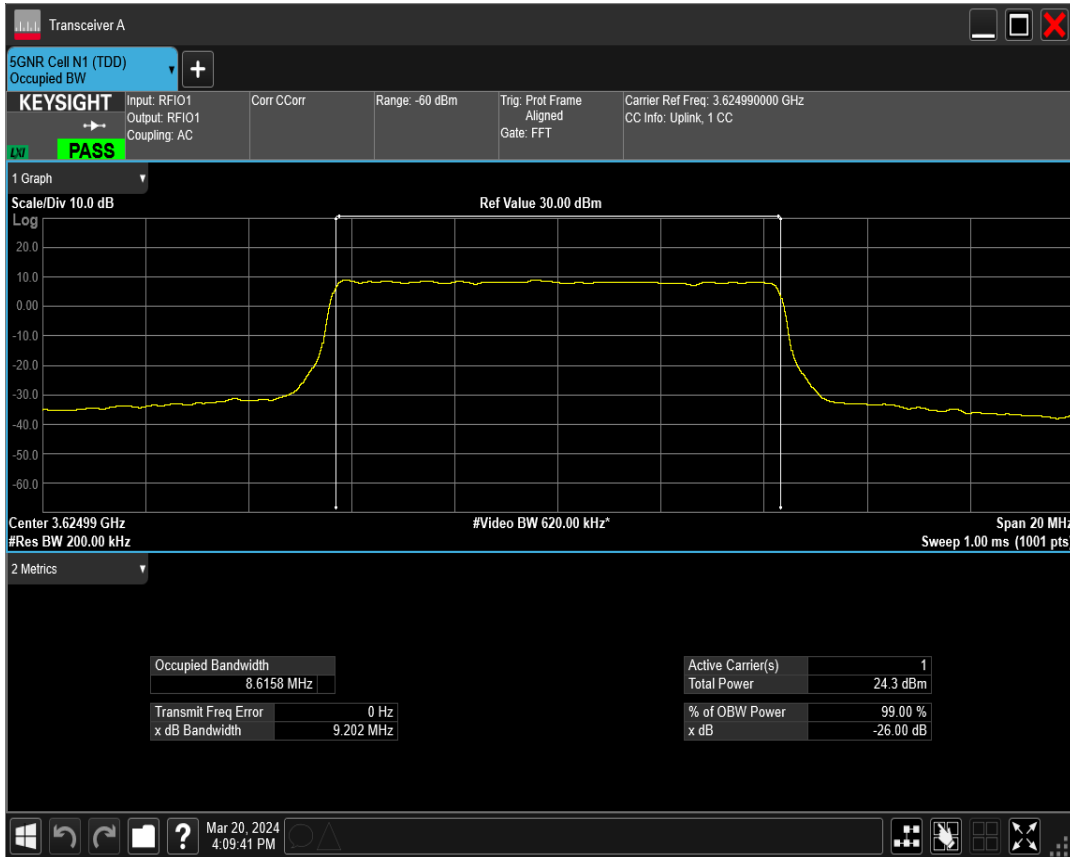 Transceiver A
5GNR Cell N1 (TDD)
Occupied BW
+
KEYSIGHT
LXI
PASS
Input: RFIO1
Output: RFIO1
Coupling: AC
Corr CCorr
Range: -60 dBm
Trig: Prot Frame
Aligned
Gate: FFT
Carrier Ref Freq: 3.624990000 GHz
CC Info: Uplink, 1 CC
1 Graph
Scale/Div 10.0 dB
Ref Value 30.00 dBm
Log
20.0
10.0
0.00
-10.0
-20.0
-30.0
-40.0
-50.0
-60.0
Center 3.62499 GHz
#Video BW 620.00 kHz*
Span 20 MHz
#Res BW 200.00 kHz
Sweep 1.00 ms (1001 pts)
2 Metrics
Occupied Bandwidth
8.6158 MHz
Transmit Freq Error 0 Hz
x dB Bandwidth 9.202 MHz
Active Carrier(s) 1
Total Power 24.3 dBm
% of OBW Power 99.00 %
x dB -26.00 dB
?
Mar 20, 2024
4:09:41 PM